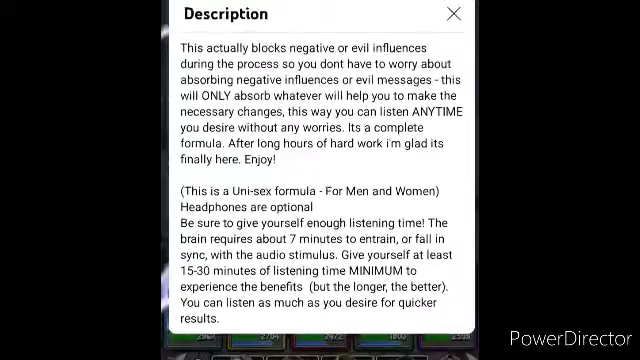 Description
This actually blocks negative or evil influences
during the process so you dont have to worry about
absorbing negative influences or evil messages - this
will ONLY absorb whatever will help you to make the
necessary changes, this way you can listen ANYTIME
you desire without any worries. Its a complete
formula. After long hours of hard work i'm glad its
finally here. Enjoy!
(This is a Uni-sex formula - For Men and Women)
Headphones are optional
Be sure to give yourself enough listening time! The
brain requires about 7 minutes to entrain, or fall in
sync, with the audio stimulus. Give yourself at least
15-30 minutes of listening time MINIMUM to
experience the benefits (but the longer, the better).
You can listen as much as you desire for quicker
results.
PowerDirector